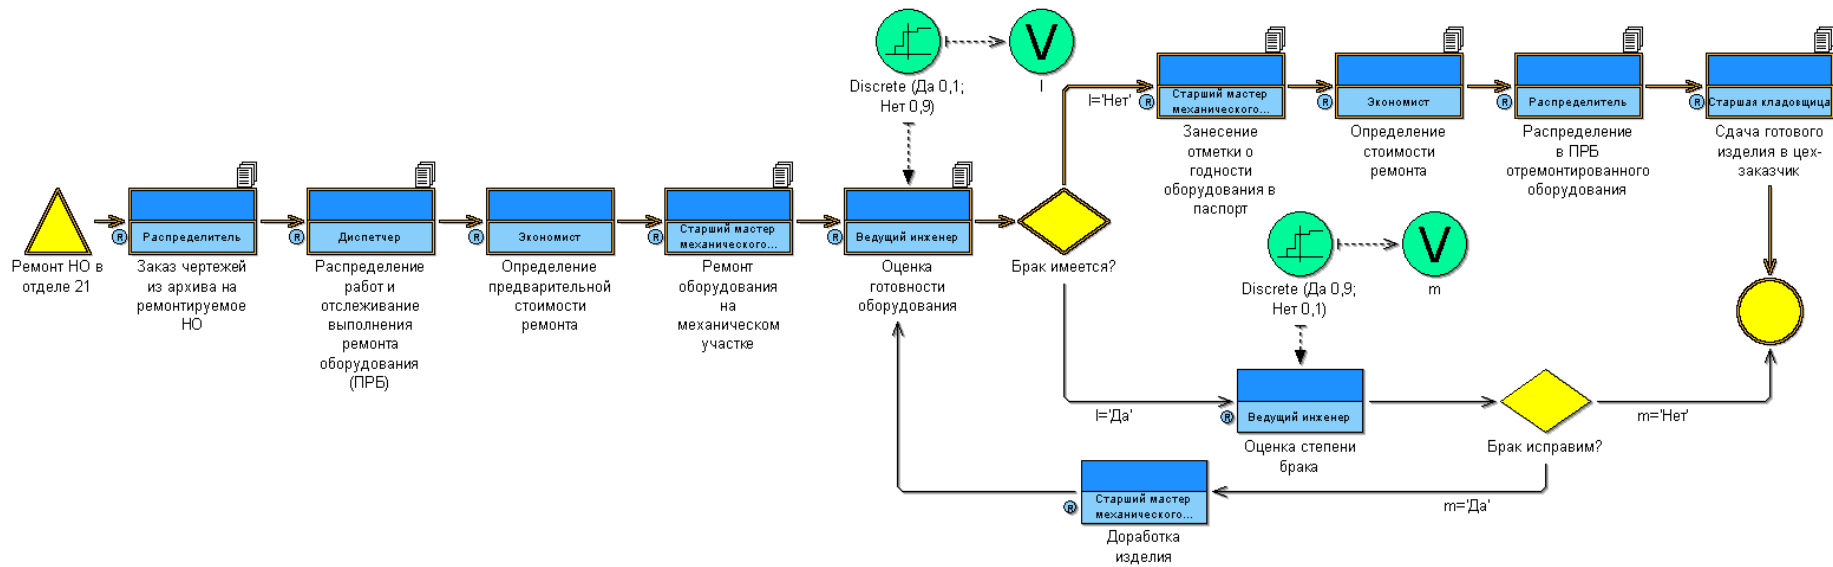 Discrete (Да 0,1;
Нет 0,9)
V
l
l='Нет'
R
Старший мастер
механического...
Занесение
отметки о
годности
оборудования в
паспорт
R
Экономист
Определение
стоимости
ремонта
R
Распределитель
Распределение
в ПРБ
отремонтированного
оборудования
R
Старшая кладовщица
Сдача готового
изделия в цех-
заказчик
Ремонт НО в
отделе 21
R
Распределитель
Заказ чертежей
из архива на
ремонтируемое
НО
R
Диспетчер
Распределение
работ и
отслеживание
выполнения
ремонта
оборудования
(ПРБ)
R
Экономист
Определение
предварительной
стоимости
ремонта
R
Старший мастер
механического...
Ремонт
оборудования
на
механическом
участке
R
Ведущий инженер
Оценка
готовности
оборудования
Брак имеется?
Discrete (Да 0,9;
Нет 0,1)
V
m
l='Да'
R
Ведущий инженер
Оценка степени
брака
Брак исправим?
m='Нет'
m='Да'
R
Старший мастер
механического...
Доработка
изделия